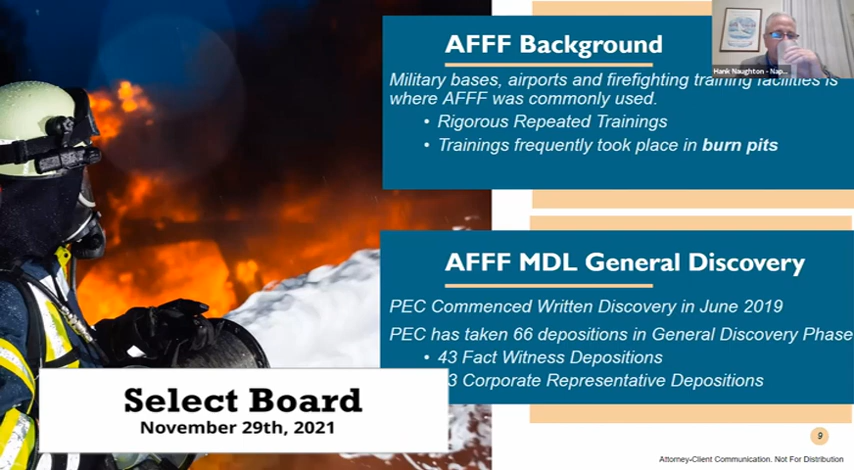 AFFF Background
Military bases, airports and firefighting training facilities is
where AFFF was commonly used.
• Rigorous Repeated Trainings
• Trainings frequently took place in burn pits
Hank Naughton - Nap...
AFFF MDL General Discovery
PEC Commenced Written Discovery in June 2019
PEC has taken 66 depositions in General Discovery Phase
• 43 Fact Witness Depositions
3 Corporate Representative Depositions
Select Board
November 29th, 2021
9
Attorney-Client Communication. Not For Distribution